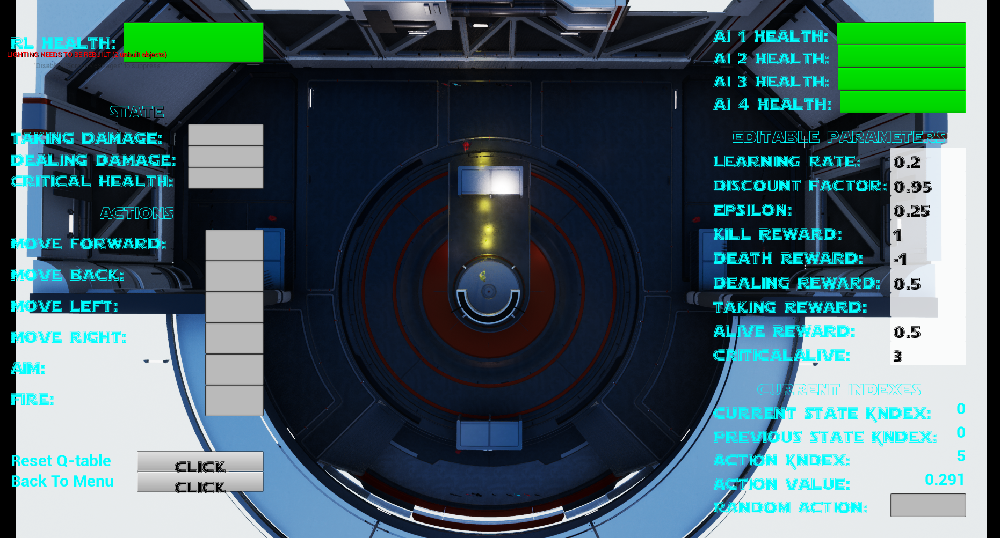 RL HEALTH:
LIGHTING NEEDS TO BE REBUILT (2 unbuilt objects)
to suppress
STATE
TAKING DAMAGE:
DEALING DAMAGE:
CRITICAL HEALTH:
ACTIONS
MOVE FORWARD:
MOVE BACK:
MOVE LEFT:
MOVE RIGHT:
AIM:
FIRE:
Reset Q-table CLICK
Back To Menu CLICK
AI 1 HEALTH:
AI 2 HEALTH:
AI 3 HEALTH:
AI 4 HEALTH:
EDITABLE PARAMETERS
LEARNING RATE: 0.2
DISCOUNT FACTOR: 0.95
EPSILON: 0.25
KILL REWARD: 1
DEATH REWARD: -1
DEALING REWARD: 0.5
TAKING REWARD:
ALIVE REWARD: 0.5
CRITICALALIVE: 3
CURRENT INDEXES
CURRENT STATE KNDEX: 0
PREVIOUS STATE KNDEX: 0
ACTION KNDEX: 5
ACTION VALUE: 0.291
RANDOM ACTION: